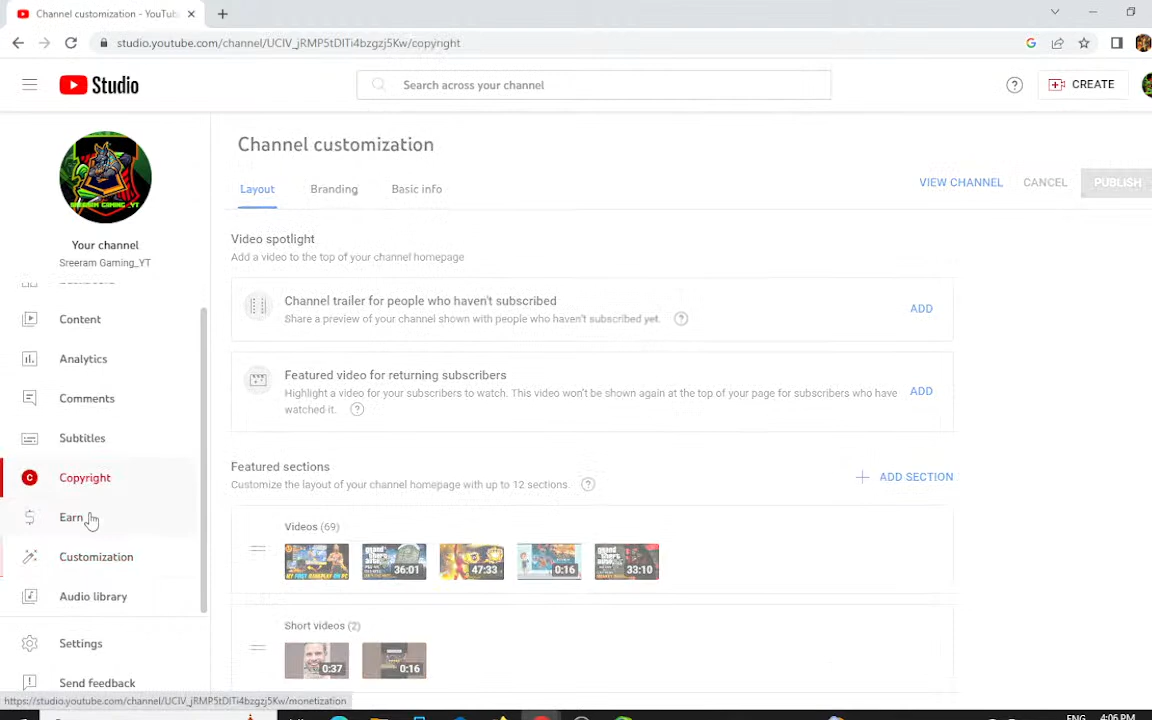 Channel customization - YouTub
studio.youtube.com/channel/UCIV_jRMP5tDlTi4bzgzj5Kw/copyright
Studio
Search across your channel
CREATE
SREERAM GAMING_YT
Your channel
Sreeram Gaming_YT
Content
Analytics
Comments
Subtitles
Copyright
Earn
Customization
Audio library
Settings
Send feedback
Channel customization
Layout
Branding
Basic info
VIEW CHANNEL
CANCEL
PUBLISH
Video spotlight
Add a video to the top of your channel homepage
Channel trailer for people who haven't subscribed
Share a preview of your channel shown with people who haven't subscribed yet.
ADD
Featured video for returning subscribers
Highlight a video for your subscribers to watch. This video won't be shown again at the top of your page for subscribers who have
watched it.
ADD
Featured sections
Customize the layout of your channel homepage with up to 12 sections.
ADD SECTION
Videos (69)
36:01
47:33
0:16
33:10
Short videos (2)
0:37
0:16
https://studio.youtube.com/channel/UCIV_jRMP5tDlTi4bzgzj5Kw/monetization
ENG
4:06 PM